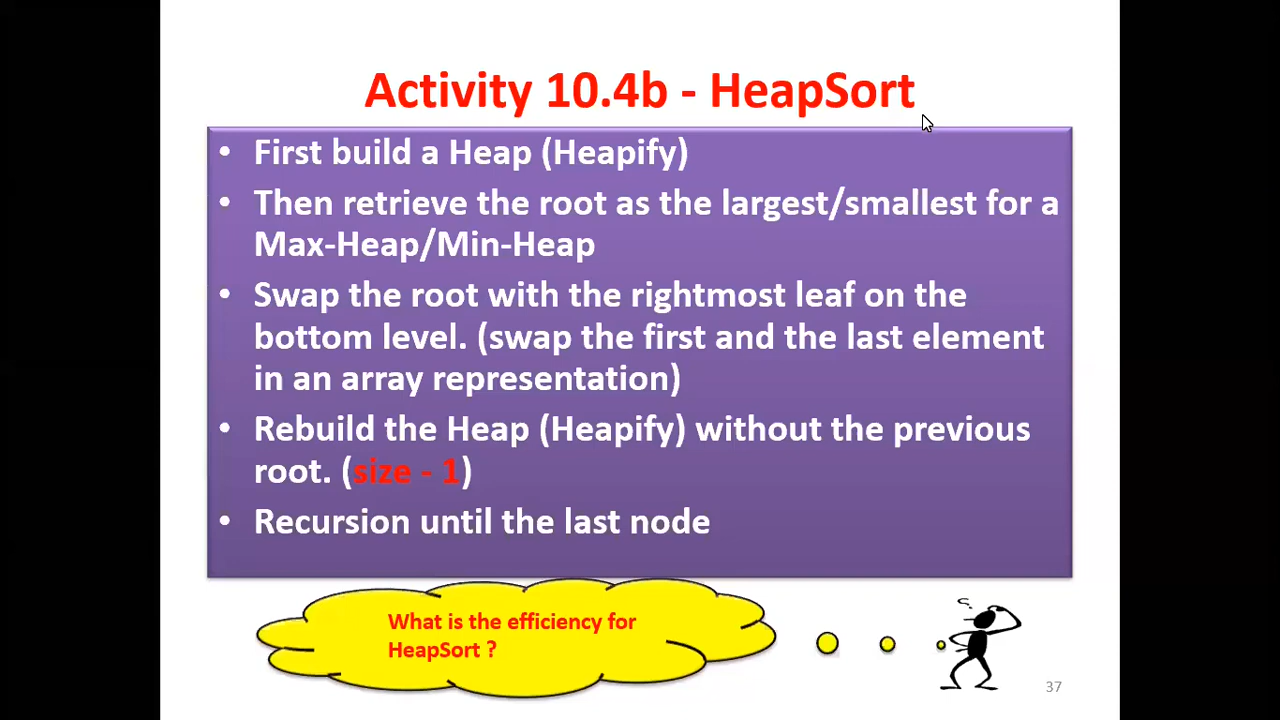 Activity 10.4b - HeapSort
• First build a Heap (Heapify)
• Then retrieve the root as the largest/smallest for a
Max-Heap/Min-Heap
• Swap the root with the rightmost leaf on the
bottom level. (swap the first and the last element
in an array representation)
• Rebuild the Heap (Heapify) without the previous
root. (size - 1)
• Recursion until the last node
What is the efficiency for
HeapSort ?
37